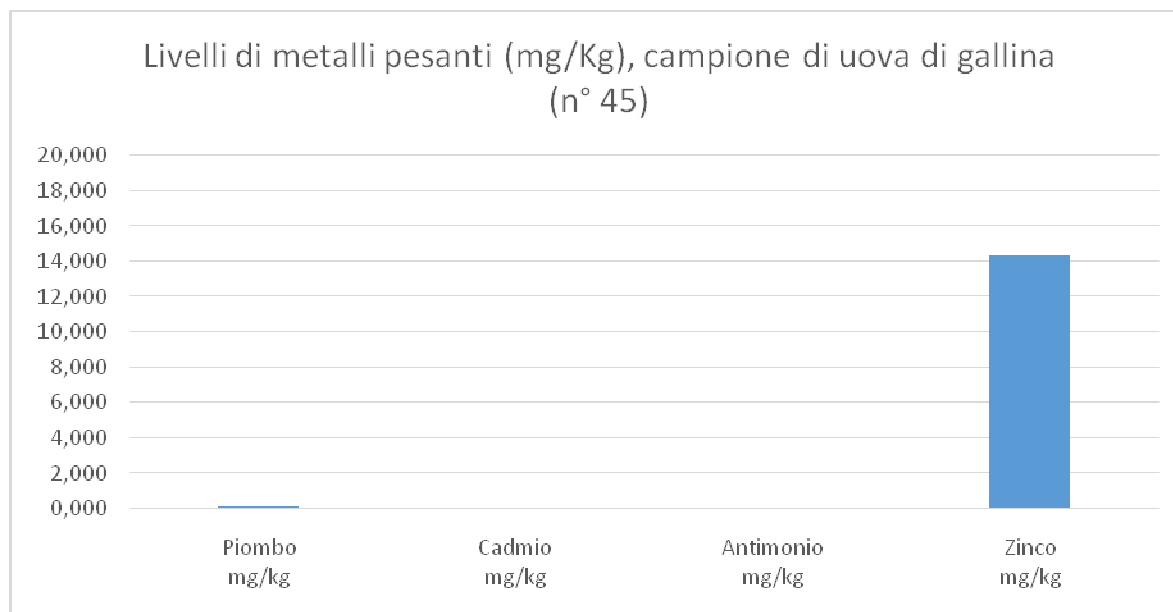 Livelli di metalli pesanti (mg/Kg), campione di uova di gallina
(n° 45)
20,000
18,000
16,000
14,000
12,000
10,000
8,000
6,000
4,000
2,000
0,000
Piombo Cadmio Antimonio Zinco
mg/kg mg/kg mg/kg mg/kg